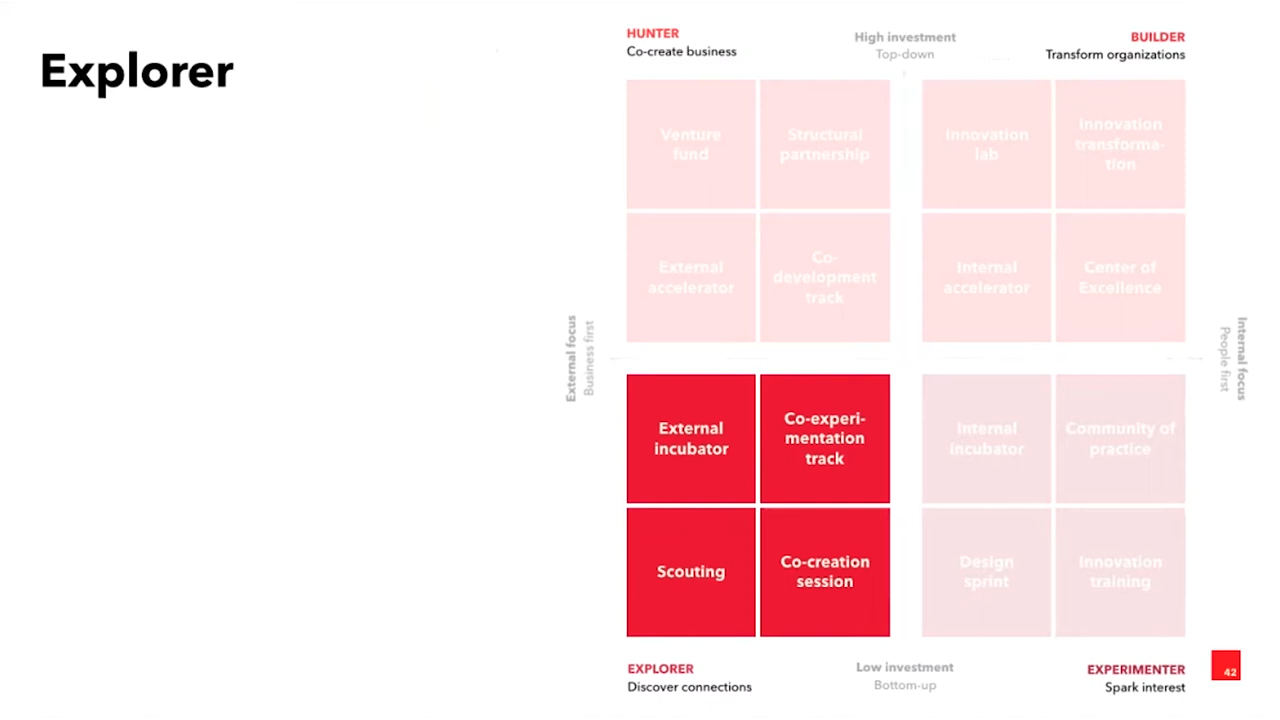 Explorer
HUNTER
Co-create business
High investment
Top-down
BUILDER
Transform organizations
Venture
fund
Structural
partnership
Innovation
lab
Innovation
transforma-
tion
External
accelerator
Co-
development
track
Internal
accelerator
Center of
Excellence
External focus
Business first
Internal focus
People first
External
incubator
Co-experi-
mentation
track
Internal
incubator
Community of
practice
Scouting
Co-creation
session
Design
sprint
Innovation
training
EXPLORER
Discover connections
Low investment
Bottom-up
EXPERIMENTER
Spark interest
42